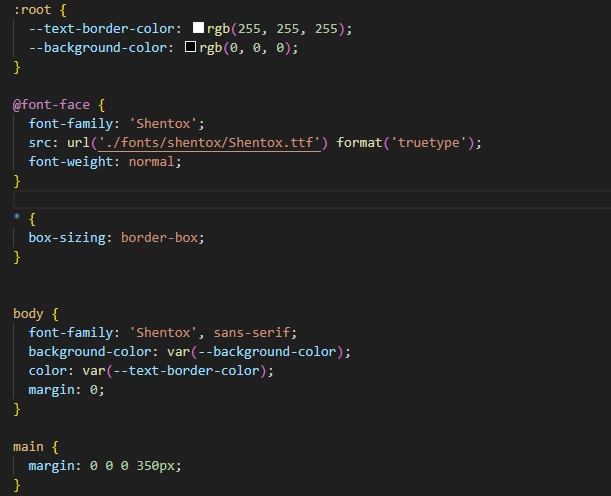 :root {
  --text-border-color: rgb(255, 255, 255);
  --background-color: rgb(0, 0, 0);
}
@font-face {
  font-family: 'Shentox';
  src: url('./fonts/shentox/Shentox.ttf') format('truetype');
  font-weight: normal;
}
* {
  box-sizing: border-box;
}
body {
  font-family: 'Shentox', sans-serif;
  background-color: var(--background-color);
  color: var(--text-border-color);
  margin: 0;
}
main {
  margin: 0 0 0 350px;
}